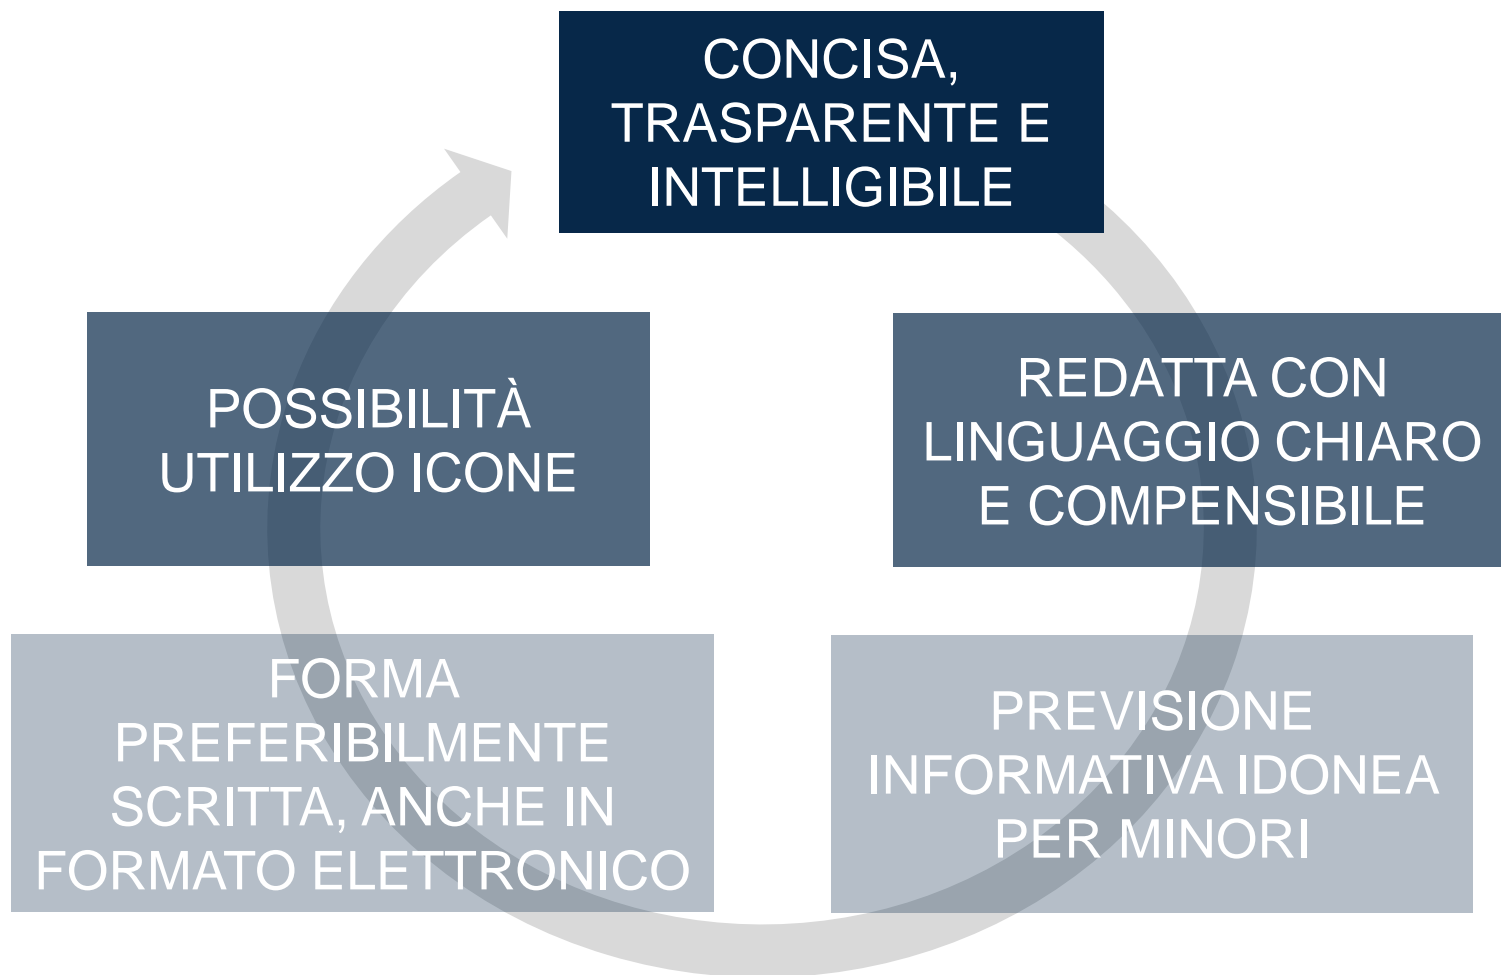 CONCISA,
TRASPARENTE E
INTELLIGIBILE
REDATTA CON
LINGUAGGIO CHIARO
E COMPENSIBILE
PREVISIONE
INFORMATIVA IDONEA
PER MINORI
FORMA
PREFERIBILMENTE
SCRITTA, ANCHE IN
FORMATO ELETTRONICO
POSSIBILITÀ
UTILIZZO ICONE